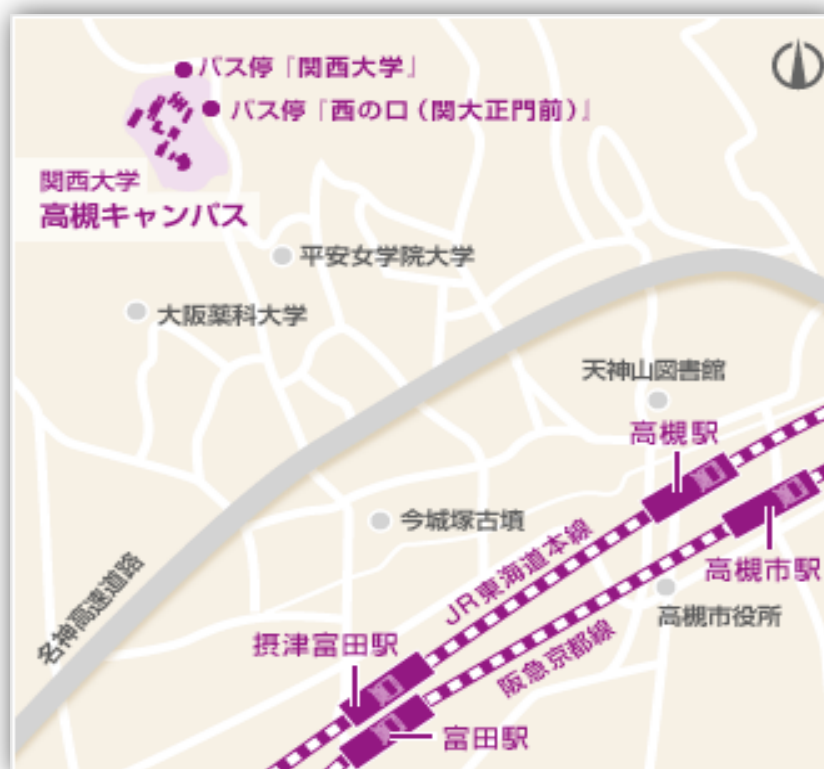 バス停『関西大学』
バス停『西の口(関大正門前)』
関西大学
高槻キャンパス
平安女学院大学
大阪薬科大学
天神山図書館
高槻駅
今城塚古墳
JR東海道本線
高槻市駅
名神高速道路
高槻市役所
摂津富田駅
阪急京都線
富田駅